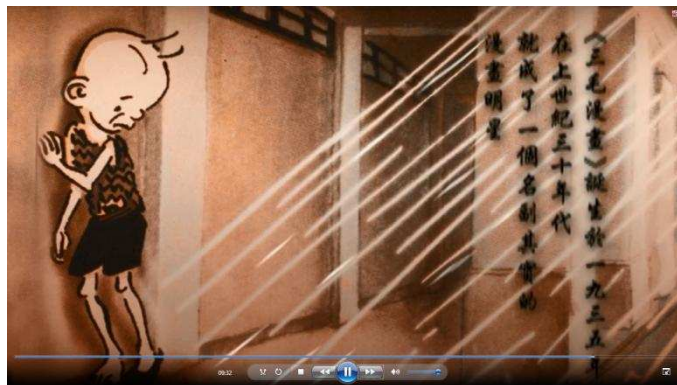 《三毛漫畫》誕生於一九三五年
在上世紀三十年代
就成了一個名副其實的
漫畫明星
09:32